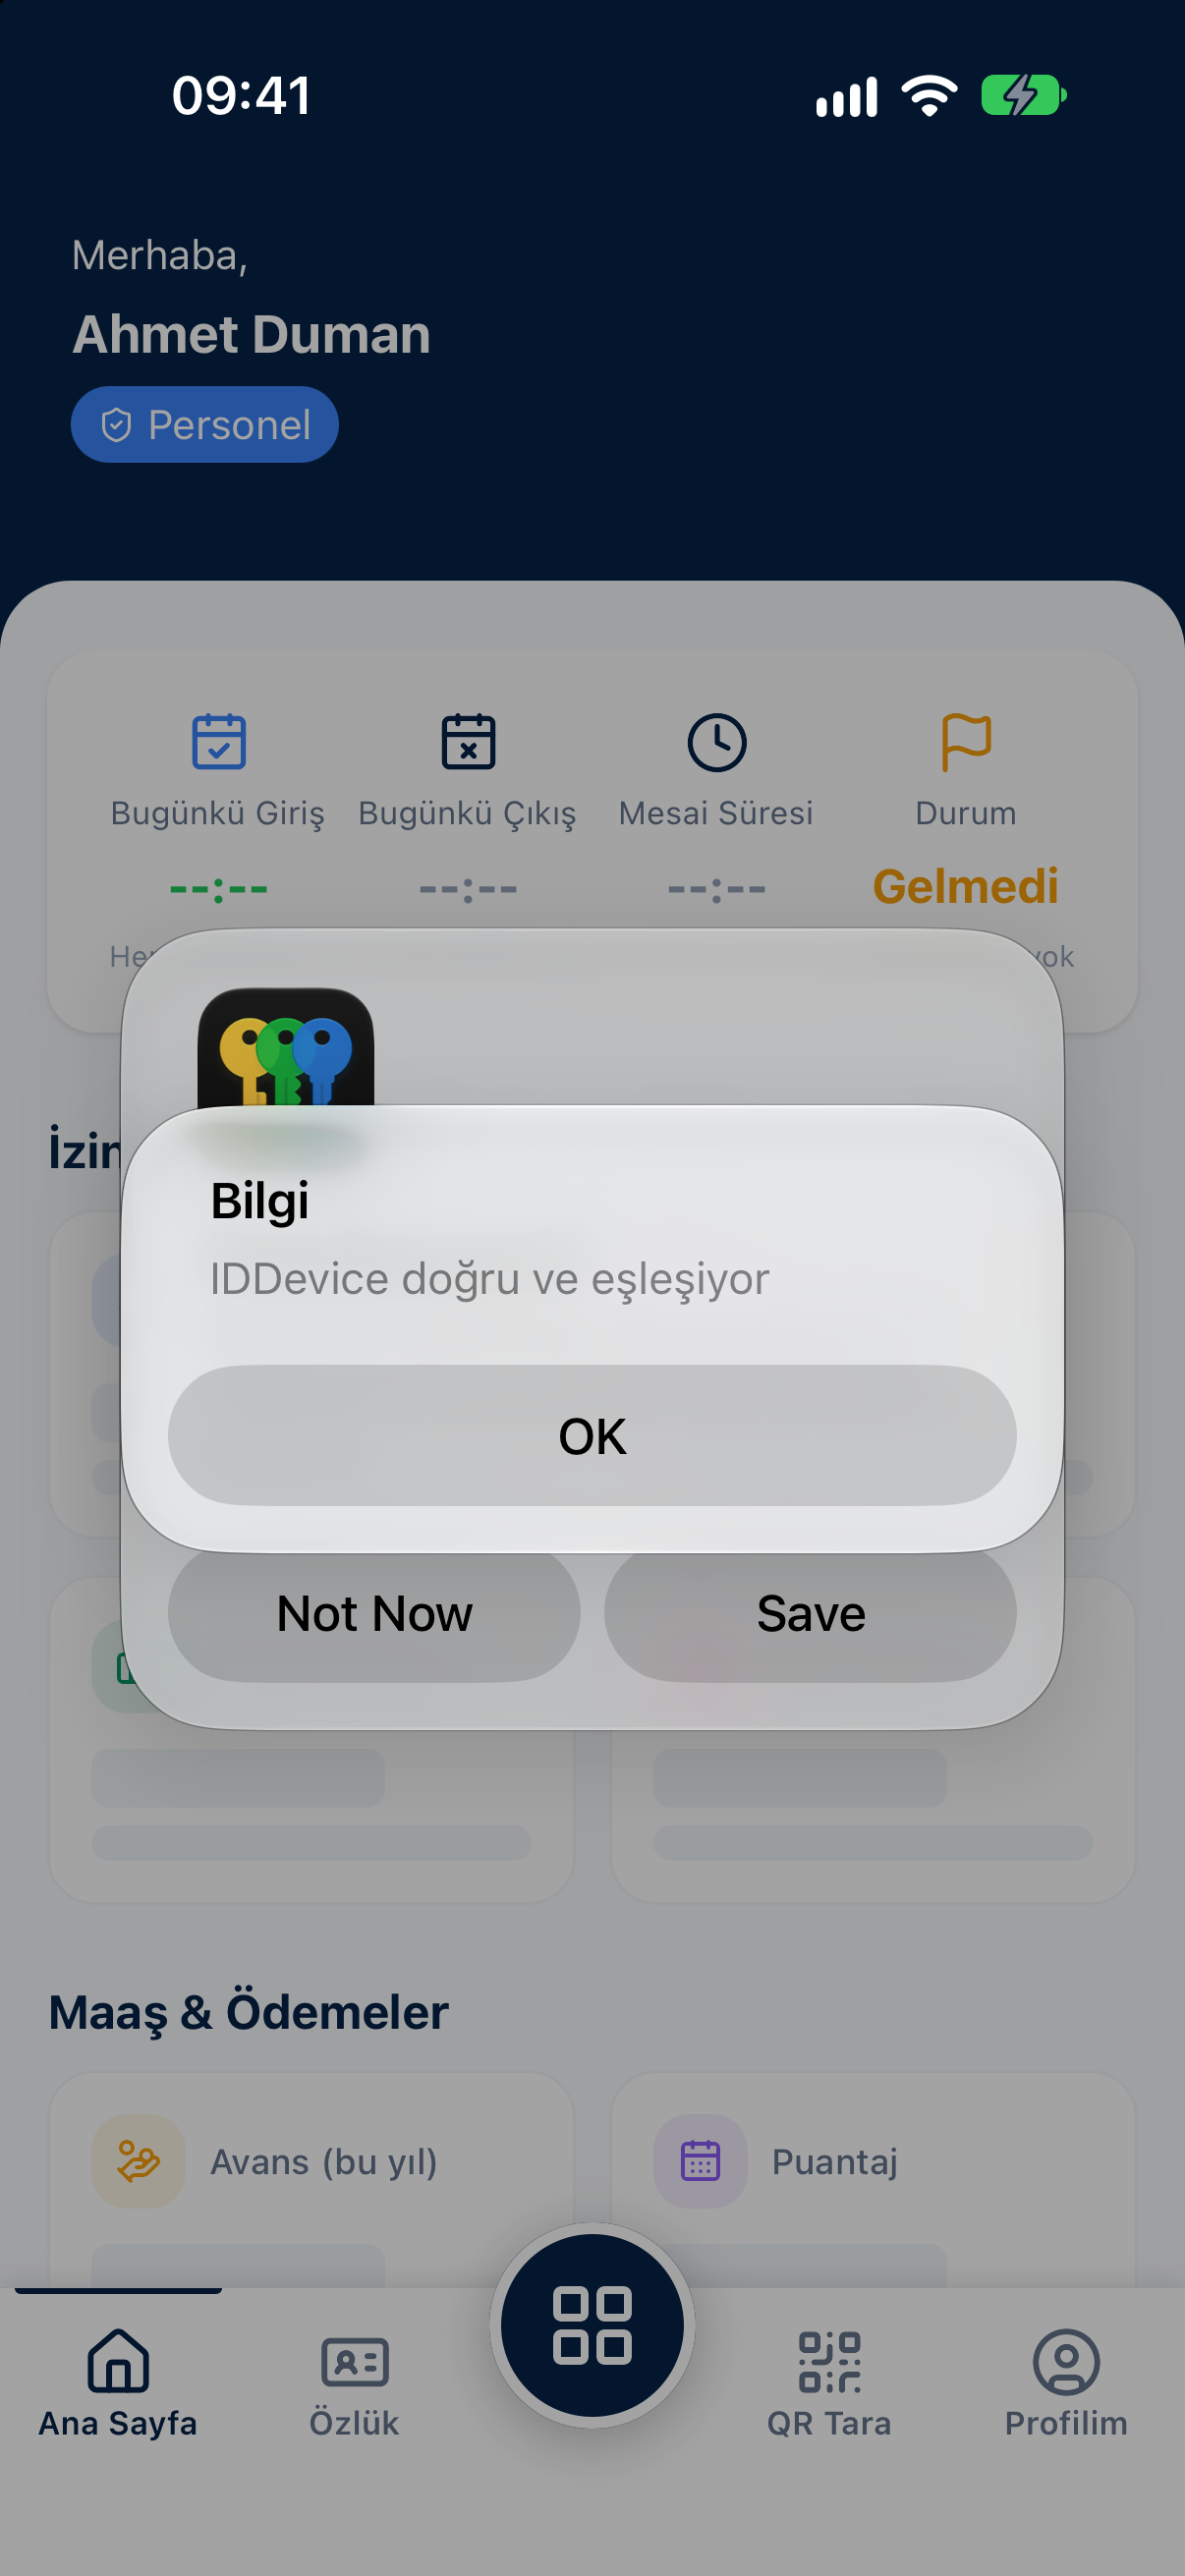 09:41
Merhaba,
Ahmet Duman
Personel
Bugünkü Giriş
Bugünkü Çıkış
Mesai Süresi
Durum
--:--
--:--
--:--
Gelmedi
Bilgi
IDDevice doğru ve eşleşiyor
OK
Not Now
Save
Maaş & Ödemeler
Avans (bu yıl)
Puantaj
Ana Sayfa
Özlük
QR Tara
Profilim